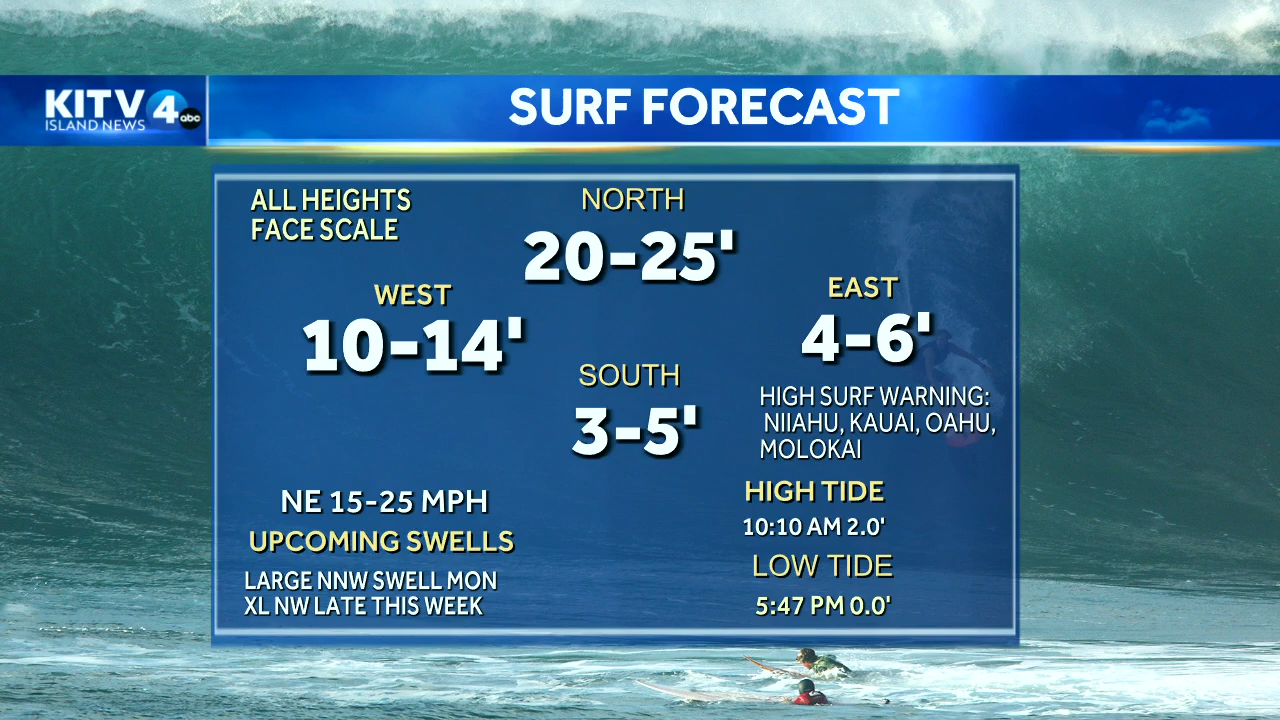 KITV 4 abc
ISLAND NEWS
SURF FORECAST
ALL HEIGHTS
FACE SCALE
NORTH
20-25'
WEST
10-14'
EAST
4-6'
SOUTH
3-5'
HIGH SURF WARNING:
NIIAHU, KAUAI, OAHU,
MOLOKAI
NE 15-25 MPH
UPCOMING SWELLS
LARGE NNW SWELL MON
XL NW LATE THIS WEEK
HIGH TIDE
10:10 AM 2.0'
LOW TIDE
5:47 PM 0.0'